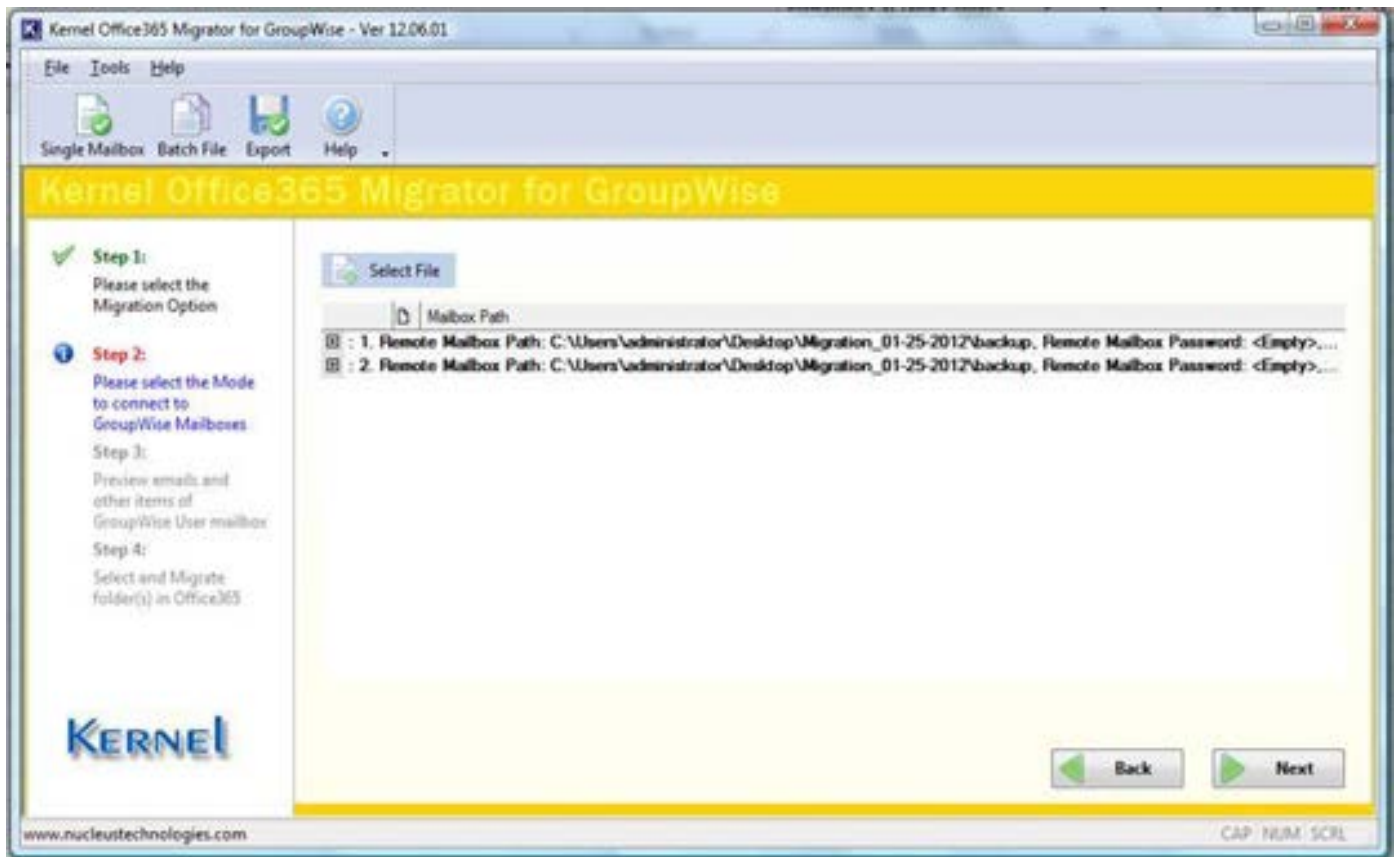 Kernel Office365 Migrator for GroupWise - Ver 12.06.01
File Tools Help
Single Mailbox Batch File Export Help
Kernel Office365 Migrator for GroupWise
Step 1:
Please select the
Migration Option
Step 2:
Please select the Mode
to connect to
GroupWise Mailboxes
Step 3:
Preview emails and
other items of
GroupWise User mailbox
Step 4:
Select and Migrate
folder(s) in Office365
KERNEL
Select File
Mailbox Path
: 1. Remote Mailbox Path: C:\Users\administrator\Desktop\Migration_01-25-2012\backup, Remote Mailbox Password: <Empty>,...
: 2. Remote Mailbox Path: C:\Users\administrator\Desktop\Migration_01-25-2012\backup, Remote Mailbox Password: <Empty>,...
Back Next
www.nucleustechnologies.com
CAP NUM SCRL